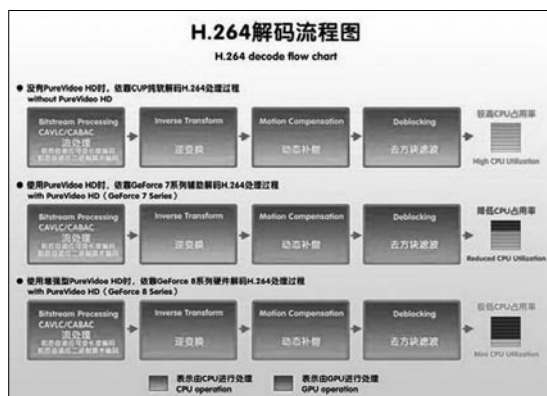 H.264解码流程图
H.264 decode flow chart
没有PureVidoe HD时，依靠CUP纯软解码H.264处理过程
without PureVideo HD
Bitstream Processing
CAVLC/CABAC
流处理
Inverse Transform
逆变换
Motion Compensation
动态补偿
Deblocking
去方块滤波
较高CPU占用率
High CPU Utilization
使用PureVidoe HD时，依靠GeForce 7系列辅助解码H.264处理过程
with PureVideo HD（GeForce 7 Series）
Bitstream Processing
CAVLC/CABAC
流处理
Inverse Transform
逆变换
Motion Compensation
动态补偿
Deblocking
去方块滤波
降低CPU占用率
Reduced CPU Utilization
使用增强型PureVidoe HD时，依靠GeForce 8系列硬件解码H.264处理过程
with PureVideo HD（GeForce 8 Series）
Bitstream Processing
CAVLC/CABAC
流处理
Inverse Transform
逆变换
Motion Compensation
动态补偿
Deblocking
去方块滤波
极低CPU占用率
Mini CPU Utilization
表示由CPU进行处理
CPU operation
表示由GPU进行处理
GPU operation